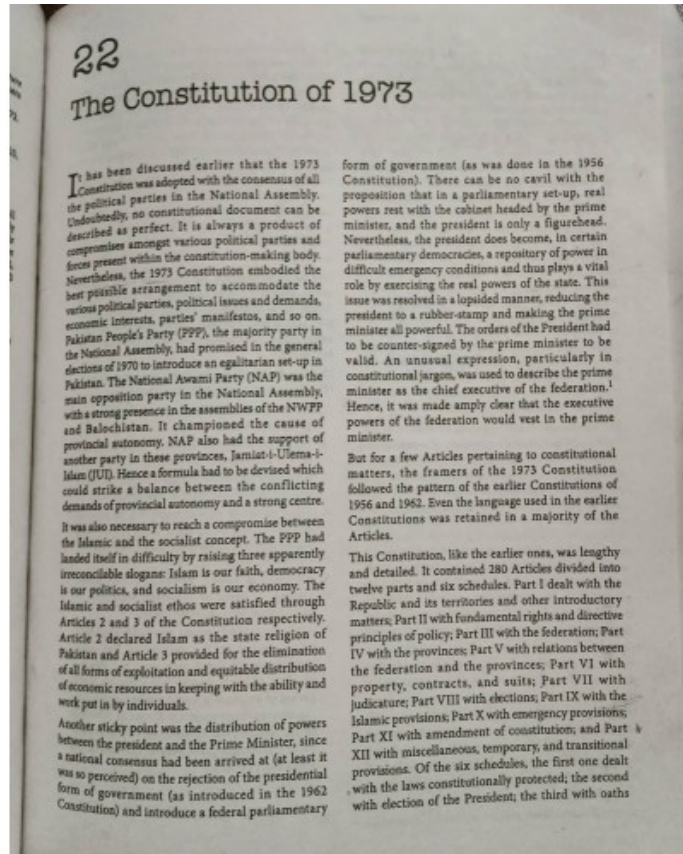 22
The Constitution of 1973
It has been discussed earlier that the 1973
Constitution was adopted with the consensus of all
the political parties in the National Assembly.
Undoubtedly, no constitutional document can be
described as perfect. It is always a product of
compromises amongst various political parties and
forces present within the constitution-making body.
Nevertheless, the 1973 Constitution embodied the
best possible arrangement to accommodate the
various political parties, political issues and demands,
economic interests, parties' manifestos, and so on.
Pakistan People's Party (PPP), the majority party in
the National Assembly, had promised in the general
elections of 1970 to introduce an egalitarian set-up in
Pakistan. The National Awami Party (NAP) was the
main opposition party in the National Assembly,
with a strong presence in the assemblies of the NWFP
and Balochistan. It championed the cause of
provincial autonomy. NAP also had the support of
another party in these provinces, Jamiat-i-Ulema-i-
Islam (JUI). Hence a formula had to be devised which
could strike a balance between the conflicting
demands of provincial autonomy and a strong centre.
It was also necessary to reach a compromise between
the Islamic and the socialist concept. The PPP had
landed itself in difficulty by raising three apparently
irreconcilable slogans: Islam is our faith, democracy
is our politics, and socialism is our economy. The
Islamic and socialist ethos were satisfied through
Articles 2 and 3 of the Constitution respectively.
Article 2 declared Islam as the state religion of
Pakistan and Article 3 provided for the elimination
of all forms of exploitation and equitable distribution
of economic resources in keeping with the ability and
work put in by individuals.
Another sticky point was the distribution of powers
between the president and the Prime Minister, since
a national consensus had been arrived at (at least it
was so perceived) on the rejection of the presidential
form of government (as introduced in the 1962
Constitution) and introduce a federal parliamentary
form of government (as was done in the 1956
Constitution). There can be no cavil with the
proposition that in a parliamentary set-up, real
powers rest with the cabinet headed by the prime
minister, and the president is only a figurehead.
Nevertheless, the president does become, in certain
parliamentary democracies, a repository of power in
difficult emergency conditions and thus plays a vital
role by exercising the real powers of the state. This
issue was resolved in a lopsided manner, reducing the
president to a rubber-stamp and making the prime
minister all powerful. The orders of the President had
to be counter-signed by the prime minister to be
valid. An unusual expression, particularly in
constitutional jargon, was used to describe the prime
minister as the chief executive of the federation.1
Hence, it was made amply clear that the executive
powers of the federation would vest in the prime
minister.
But for a few Articles pertaining to constitutional
matters, the framers of the 1973 Constitution
followed the pattern of the earlier Constitutions of
1956 and 1962. Even the language used in the earlier
Constitutions was retained in a majority of the
Articles.
This Constitution, like the earlier ones, was lengthy
and detailed. It contained 280 Articles divided into
twelve parts and six schedules. Part I dealt with the
Republic and its territories and other introductory
matters; Part II with fundamental rights and directive
principles of policy; Part III with the federation; Part
IV with the provinces; Part V with relations between
the federation and the provinces; Part VI with
property, contracts, and suits; Part VII with
judicature; Part VIII with elections; Part IX with the
Islamic provisions; Part X with emergency provisions;
Part XI with amendment of constitution; and Part
XII with miscellaneous, temporary, and transitional
provisions. Of the six schedules, the first one dealt
with the laws constitutionally protected; the second
with election of the President; the third with oaths